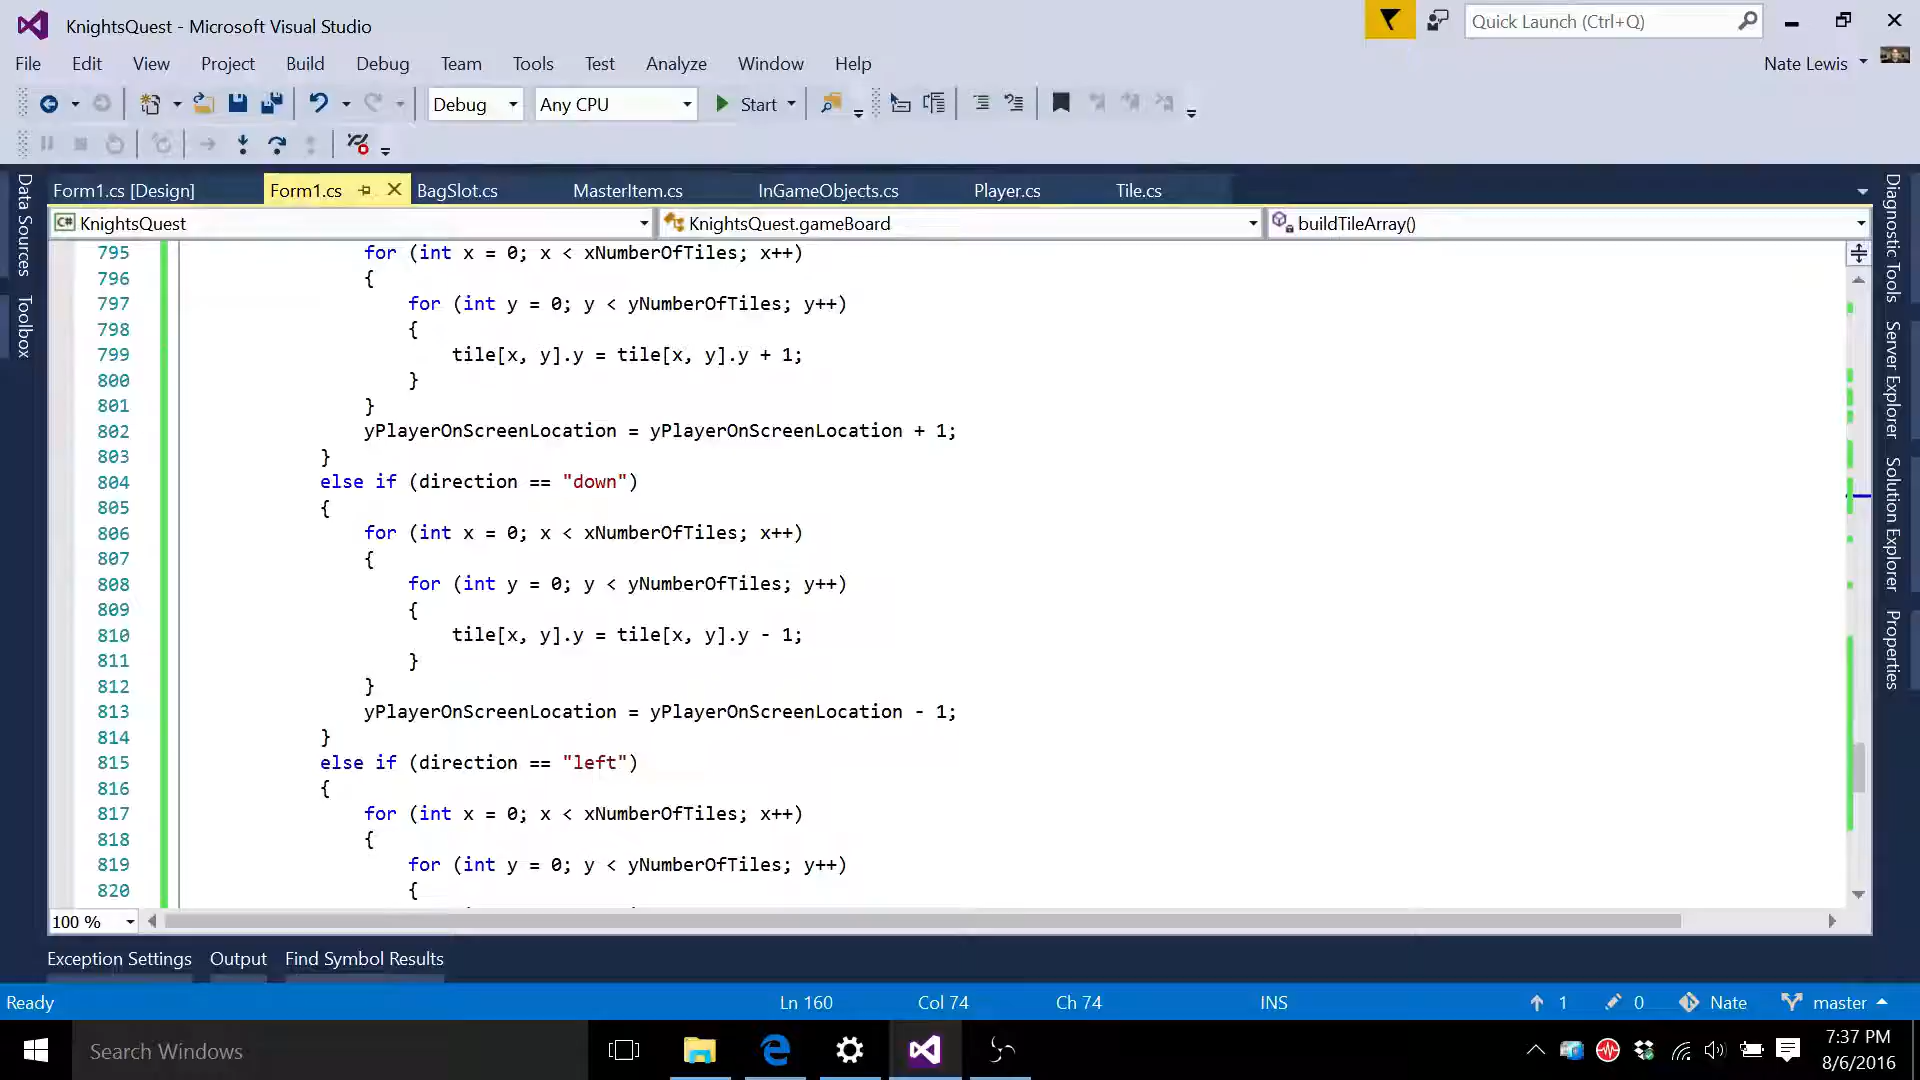 KnightsQuest - Microsoft Visual Studio
Quick Launch (Ctrl+Q)
File Edit View Project Build Debug Team Tools Test Analyze Window Help
Nate Lewis
Debug Any CPU Start
Form1.cs [Design] Form1.cs BagSlot.cs MasterItem.cs InGameObjects.cs Player.cs Tile.cs
KnightsQuest KnightsQuest.gameBoard buildTileArray()
Data Sources
Toolbox
795 for (int x = 0; x < xNumberOfTiles; x++)
796 {
797 for (int y = 0; y < yNumberOfTiles; y++)
798 {
799 tile[x, y].y = tile[x, y].y + 1;
800 }
801 }
802 yPlayerOnScreenLocation = yPlayerOnScreenLocation + 1;
803 }
804 else if (direction == "down")
805 {
806 for (int x = 0; x < xNumberOfTiles; x++)
807 {
808 for (int y = 0; y < yNumberOfTiles; y++)
809 {
810 tile[x, y].y = tile[x, y].y - 1;
811 }
812 }
813 yPlayerOnScreenLocation = yPlayerOnScreenLocation - 1;
814 }
815 else if (direction == "left")
816 {
817 for (int x = 0; x < xNumberOfTiles; x++)
818 {
819 for (int y = 0; y < yNumberOfTiles; y++)
820 {
Diagnostic Tools
Server Explorer
Solution Explorer
Properties
100 %
Exception Settings Output Find Symbol Results
Ready Ln 160 Col 74 Ch 74 INS 1 0 Nate master
Search Windows
7:37 PM
8/6/2016